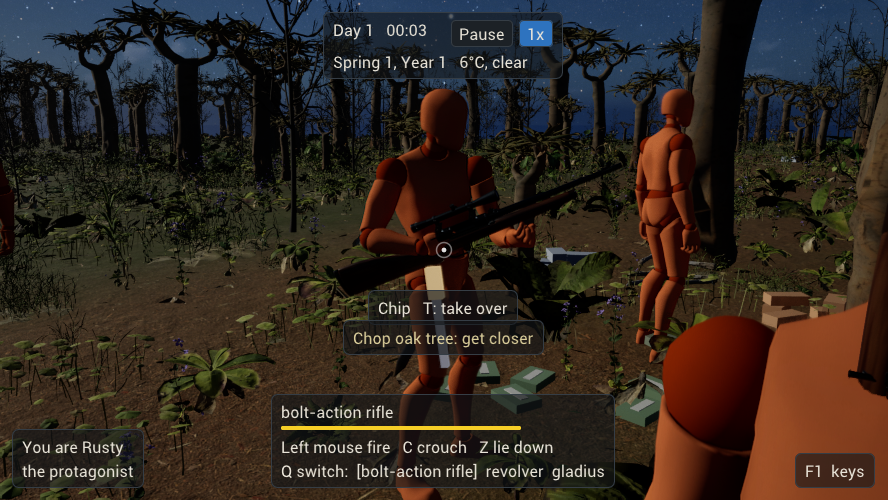 Day 1 00:03 Pause 1x
Spring 1, Year 1 6°C, clear
Chip T: take over
Chop oak tree: get closer
bolt-action rifle
Left mouse fire C crouch Z lie down
Q switch: [bolt-action rifle] revolver gladius
You are Rusty
the protagonist
F1 keys